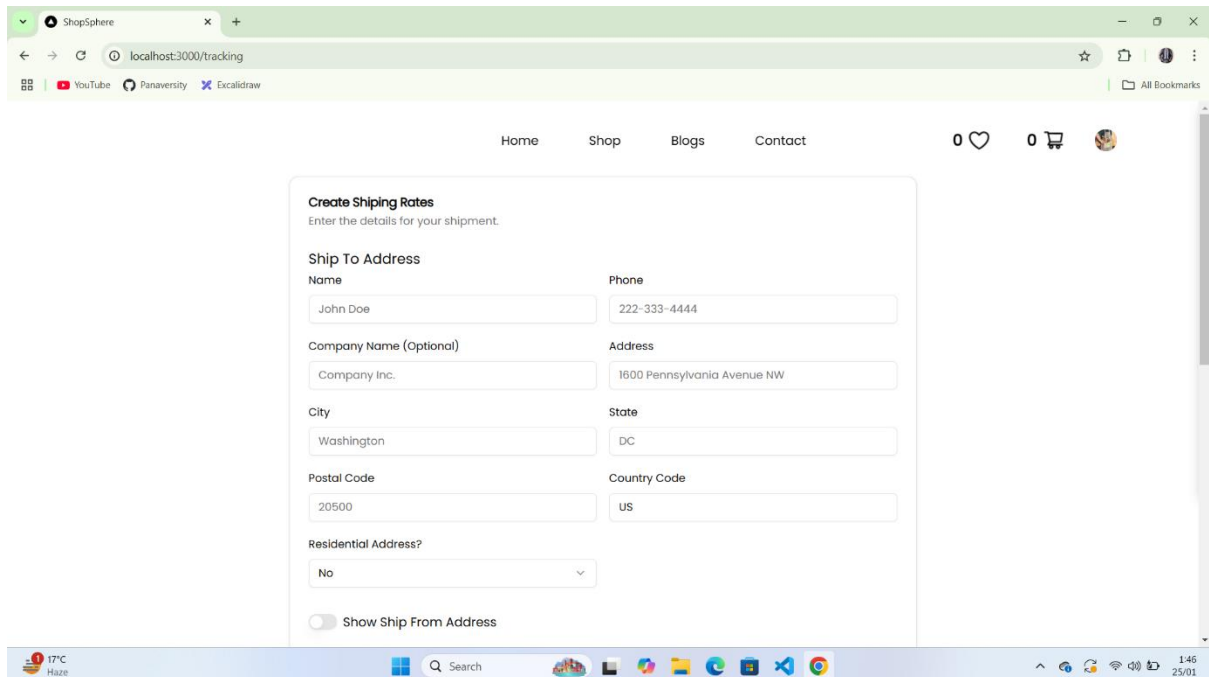 ShopSphere
localhost:3000/tracking
YouTube Panaversity Excalidraw All Bookmarks
Home Shop Blogs Contact 0 0
Create Shiping Rates
Enter the details for your shipment.
Ship To Address
Name Phone
John Doe 222-333-4444
Company Name (Optional) Address
Company Inc. 1600 Pennsylvania Avenue NW
City State
Washington DC
Postal Code Country Code
20500 US
Residential Address?
No
Show Ship From Address
1 17°C Search 1:46
Haze 25/01